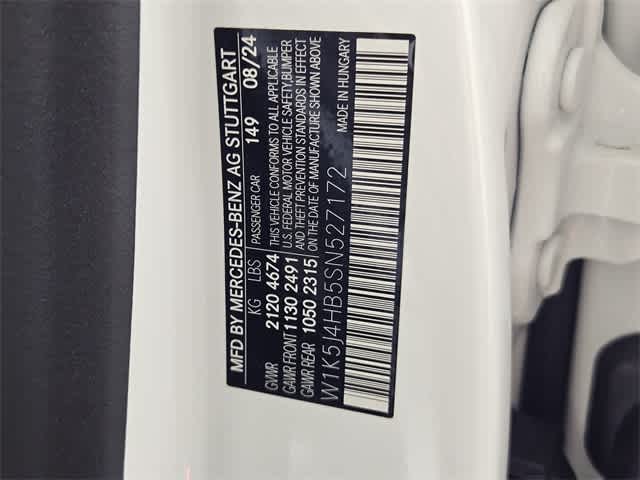 MFD BY MERCEDES-BENZ AG STUTTGART
KG LBS PASSENGER CAR 149 08/24
GVWR 2120 4674 THIS VEHICLE CONFORMS TO ALL APPLICABLE
GAWR FRONT 1130 2491 U.S. FEDERAL MOTOR VEHICLE SAFETY, BUMPER
GAWR REAR 1050 2315 AND THEFT PREVENTION STANDARDS IN EFFECT
ON THE DATE OF MANUFACTURE SHOWN ABOVE
W1K5J4HB5SN527172 MADE IN HUNGARY